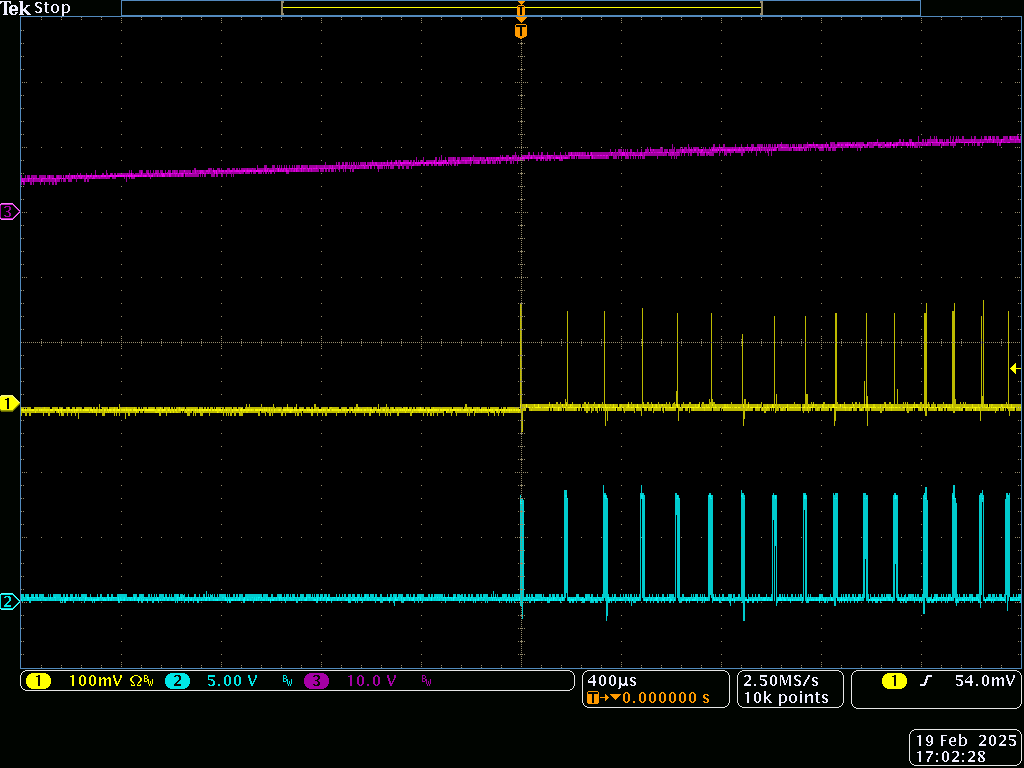 Tek Stop
T
T
3
1
2
1 100mV ΩBW 2 5.00 V BW 3 10.0 V BW
400µs
T→▼0.000000 s
2.50MS/s
10k points
1 54.0mV
19 Feb 2025
17:02:28